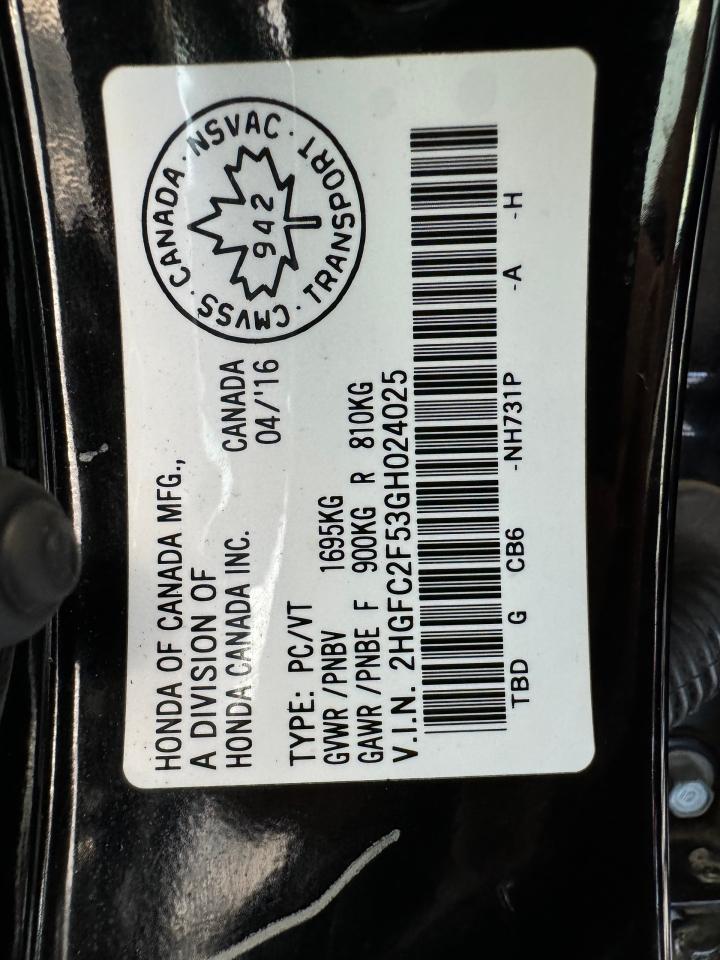 HONDA OF CANADA MFG.,
A DIVISION OF
HONDA CANADA INC.
CANADA
04/'16
CANADA · NSVAC · TRANSPORT · CMVSS ·
942
TYPE: PC/VT
GVWR /PNBV 1695KG
GAWR /PNBE F 900KG R 810KG
V.I.N. 2HGFC2F53GH024025
TBD G CB6 -NH731P -A -H